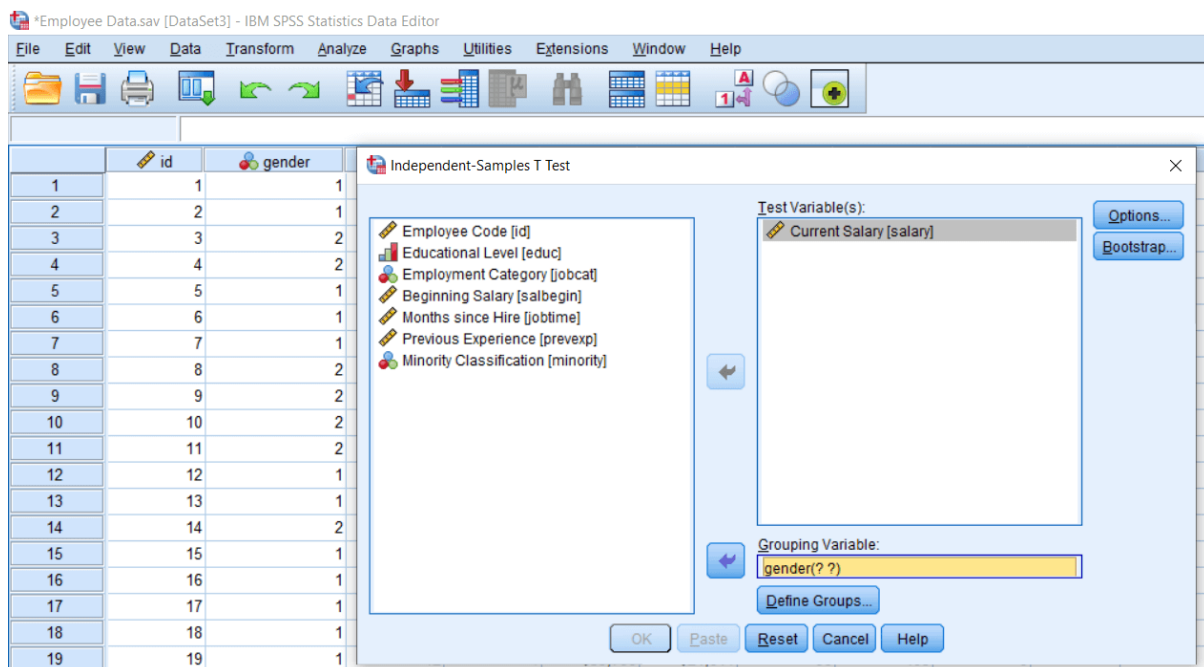 *Employee Data.sav [DataSet3] - IBM SPSS Statistics Data Editor
File Edit View Data Transform Analyze Graphs Utilities Extensions Window Help
A
1
μ
id gender
Independent-Samples T Test
1 1 1
2 2 1
3 3 2
4 4 2
5 5 1
6 6 1
7 7 1
8 8 2
9 9 2
10 10 2
11 11 2
12 12 1
13 13 1
14 14 2
15 15 1
16 16 1
17 17 1
18 18 1
19 19 1
Employee Code [id]
Educational Level [educ]
Employment Category [jobcat]
Beginning Salary [salbegin]
Months since Hire [jobtime]
Previous Experience [prevexp]
Minority Classification [minority]
Test Variable(s):
Current Salary [salary]
Options...
Bootstrap...
Grouping Variable:
gender(? ?)
Define Groups...
OK Paste Reset Cancel Help